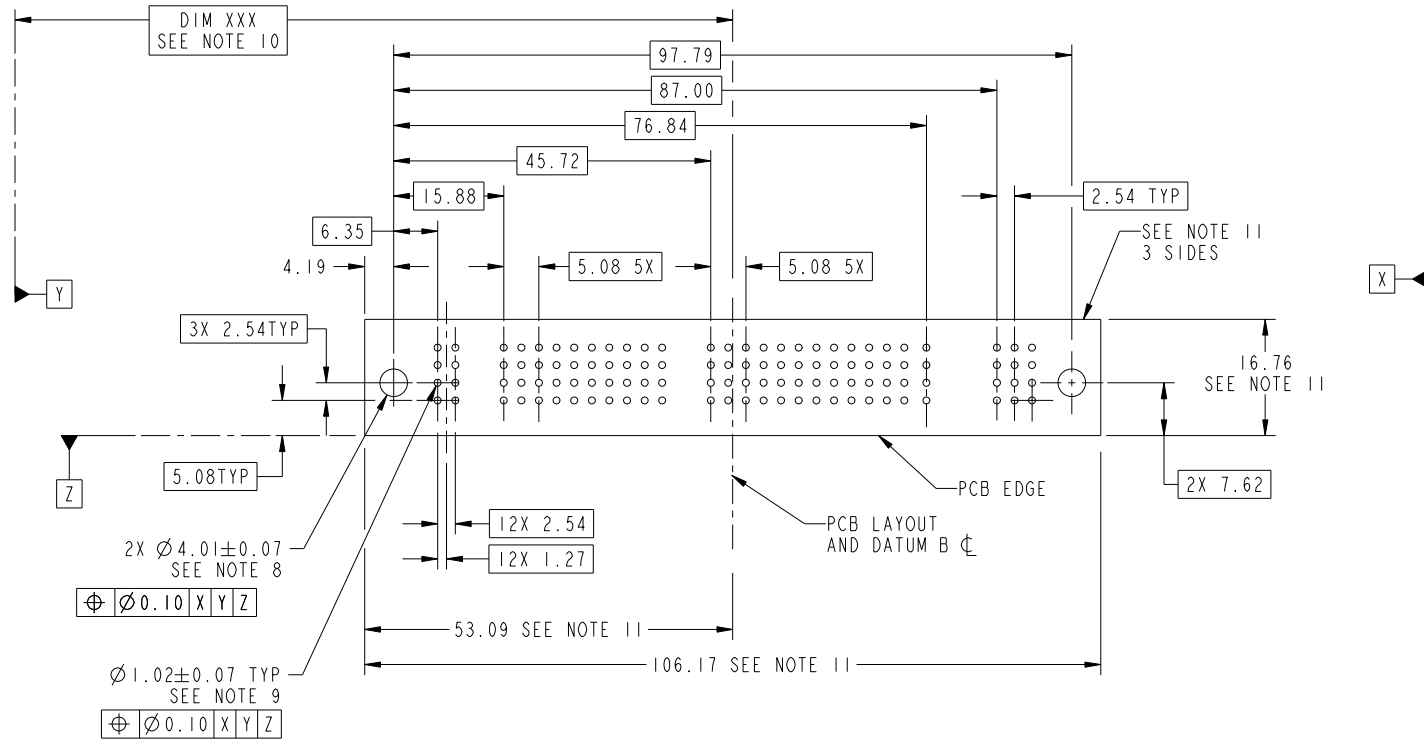 DIM XXX
SEE NOTE 10
97.79
87.00
76.84
45.72
15.88
2.54 TYP
6.35
SEE NOTE 11
3 SIDES
4.19
5.08 5X
5.08 5X
Y
X
3X 2.54TYP
16.76
SEE NOTE 11
5.08TYP
Z
PCB EDGE
2X 7.62
12X 2.54
PCB LAYOUT
AND DATUM B ℄
2X Ø4.01±0.07
SEE NOTE 8
12X 1.27
⌖ Ø0.10 X Y Z
53.09 SEE NOTE 11
106.17 SEE NOTE 11
Ø1.02±0.07 TYP
SEE NOTE 9
⌖ Ø0.10 X Y Z